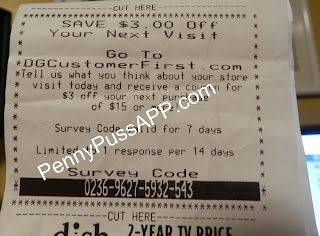 CUT HERE
SAVE $3.00 Off
Your Next Visit
Go To
DGCustomerFirst.com
Tell us what you think about your store
visit today and receive a coupon for
$3 off your next purchase
of $15 or more
Survey Code valid for 7 days
Limited to 1 response per 14 days
Survey Code
0236-9627-5932-543
CUT HERE
dish 2-YEAR TV PRICE
PennyPussAPP.com